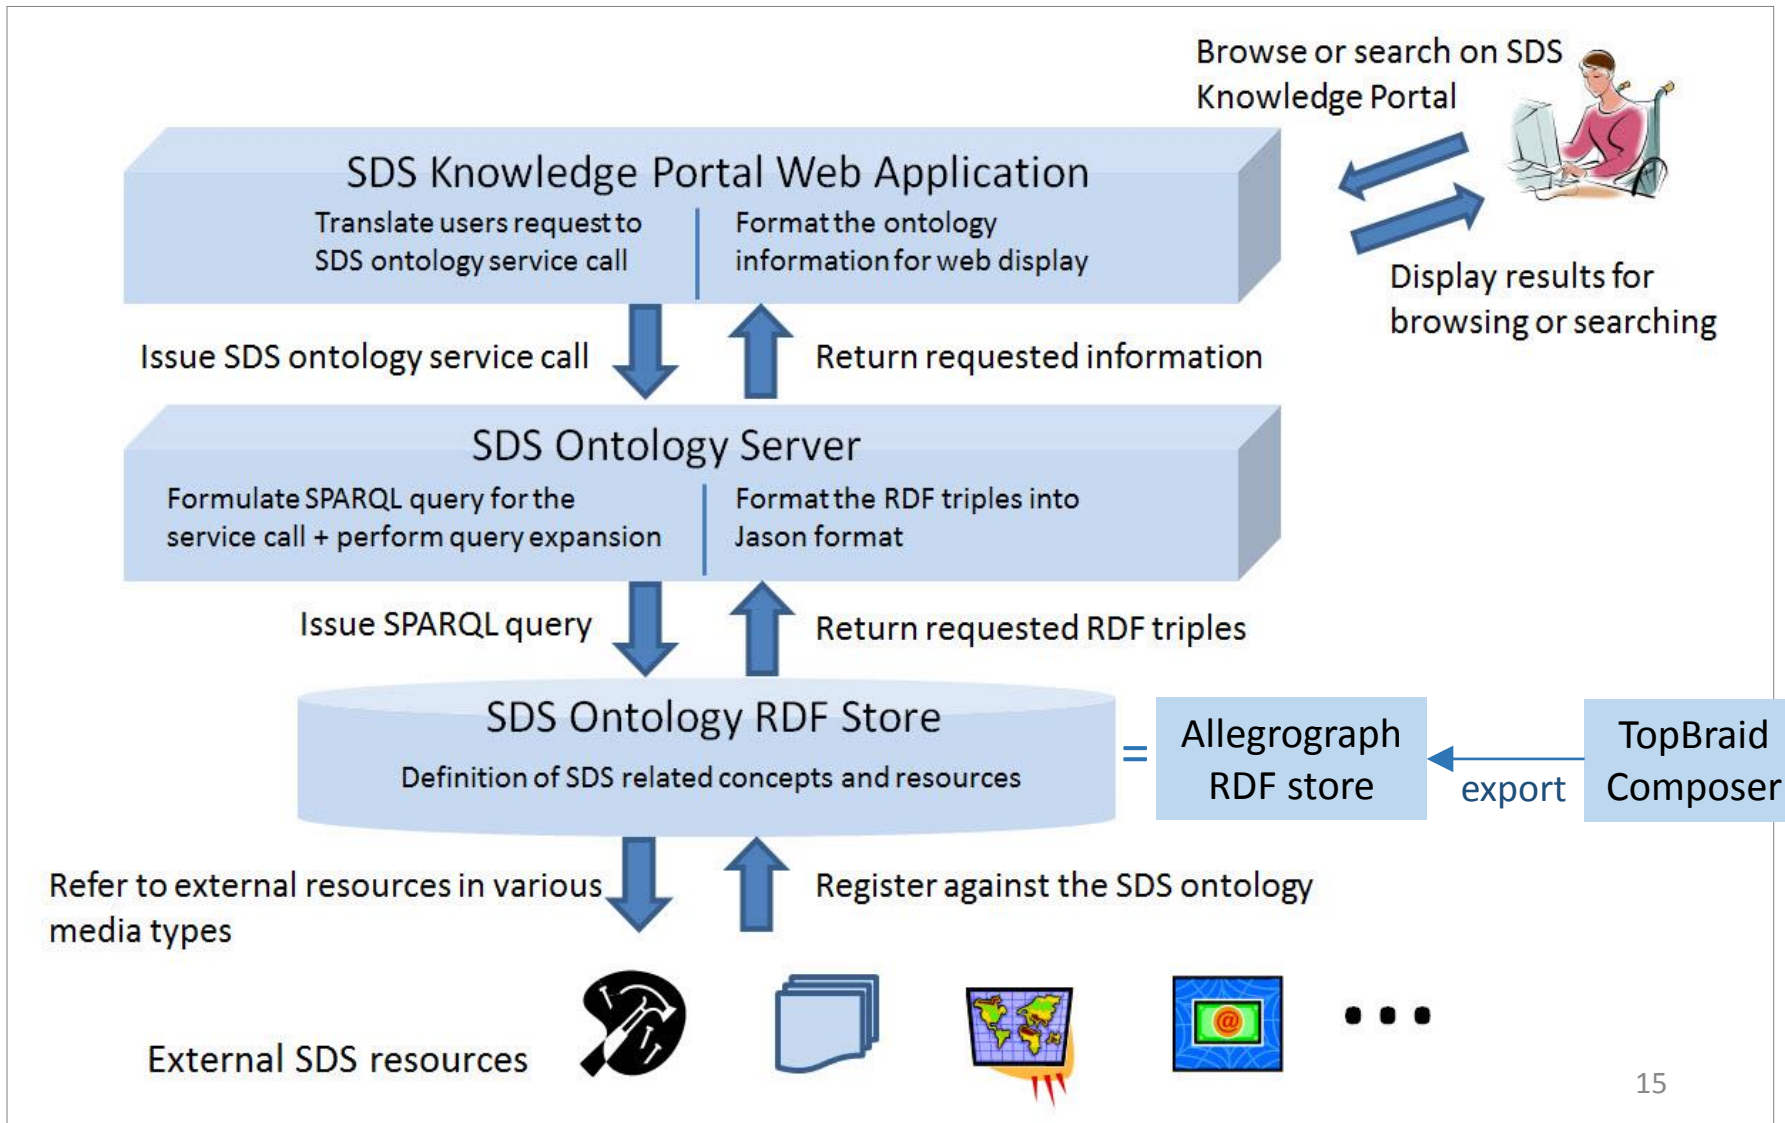 Browse or search on SDS
Knowledge Portal
SDS Knowledge Portal Web Application
Translate users request to
SDS ontology service call
Format the ontology
information for web display
Display results for
browsing or searching
Issue SDS ontology service call
Return requested information
SDS Ontology Server
Formulate SPARQL query for the
service call + perform query expansion
Format the RDF triples into
Jason format
Issue SPARQL query
Return requested RDF triples
SDS Ontology RDF Store
Definition of SDS related concepts and resources
=
Allegrograph
RDF store
export
TopBraid
Composer
Refer to external resources in various
media types
Register against the SDS ontology
External SDS resources
@
• • •
15